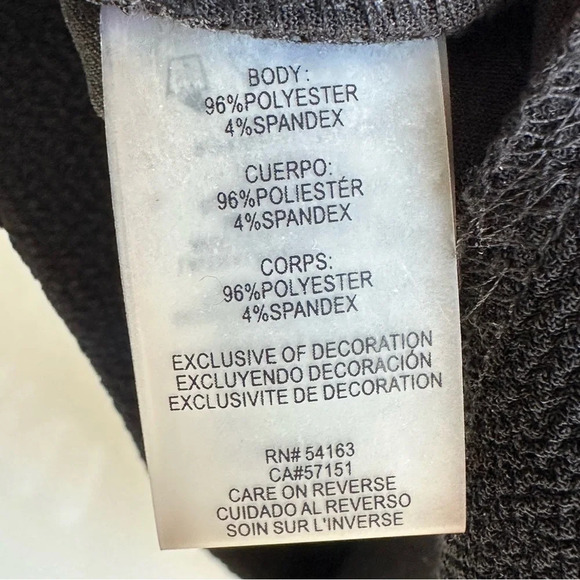 BODY:
96%POLYESTER
4%SPANDEX
CUERPO:
96%POLIESTÉR
4%SPANDEX
CORPS:
96%POLYESTER
4%SPANDEX
EXCLUSIVE OF DECORATION
EXCLUYENDO DECORACIÓN
EXCLUSIVITE DE DECORATION
RN# 54163
CA#57151
CARE ON REVERSE
CUIDADO AL REVERSO
SOIN SUR L'INVERSE